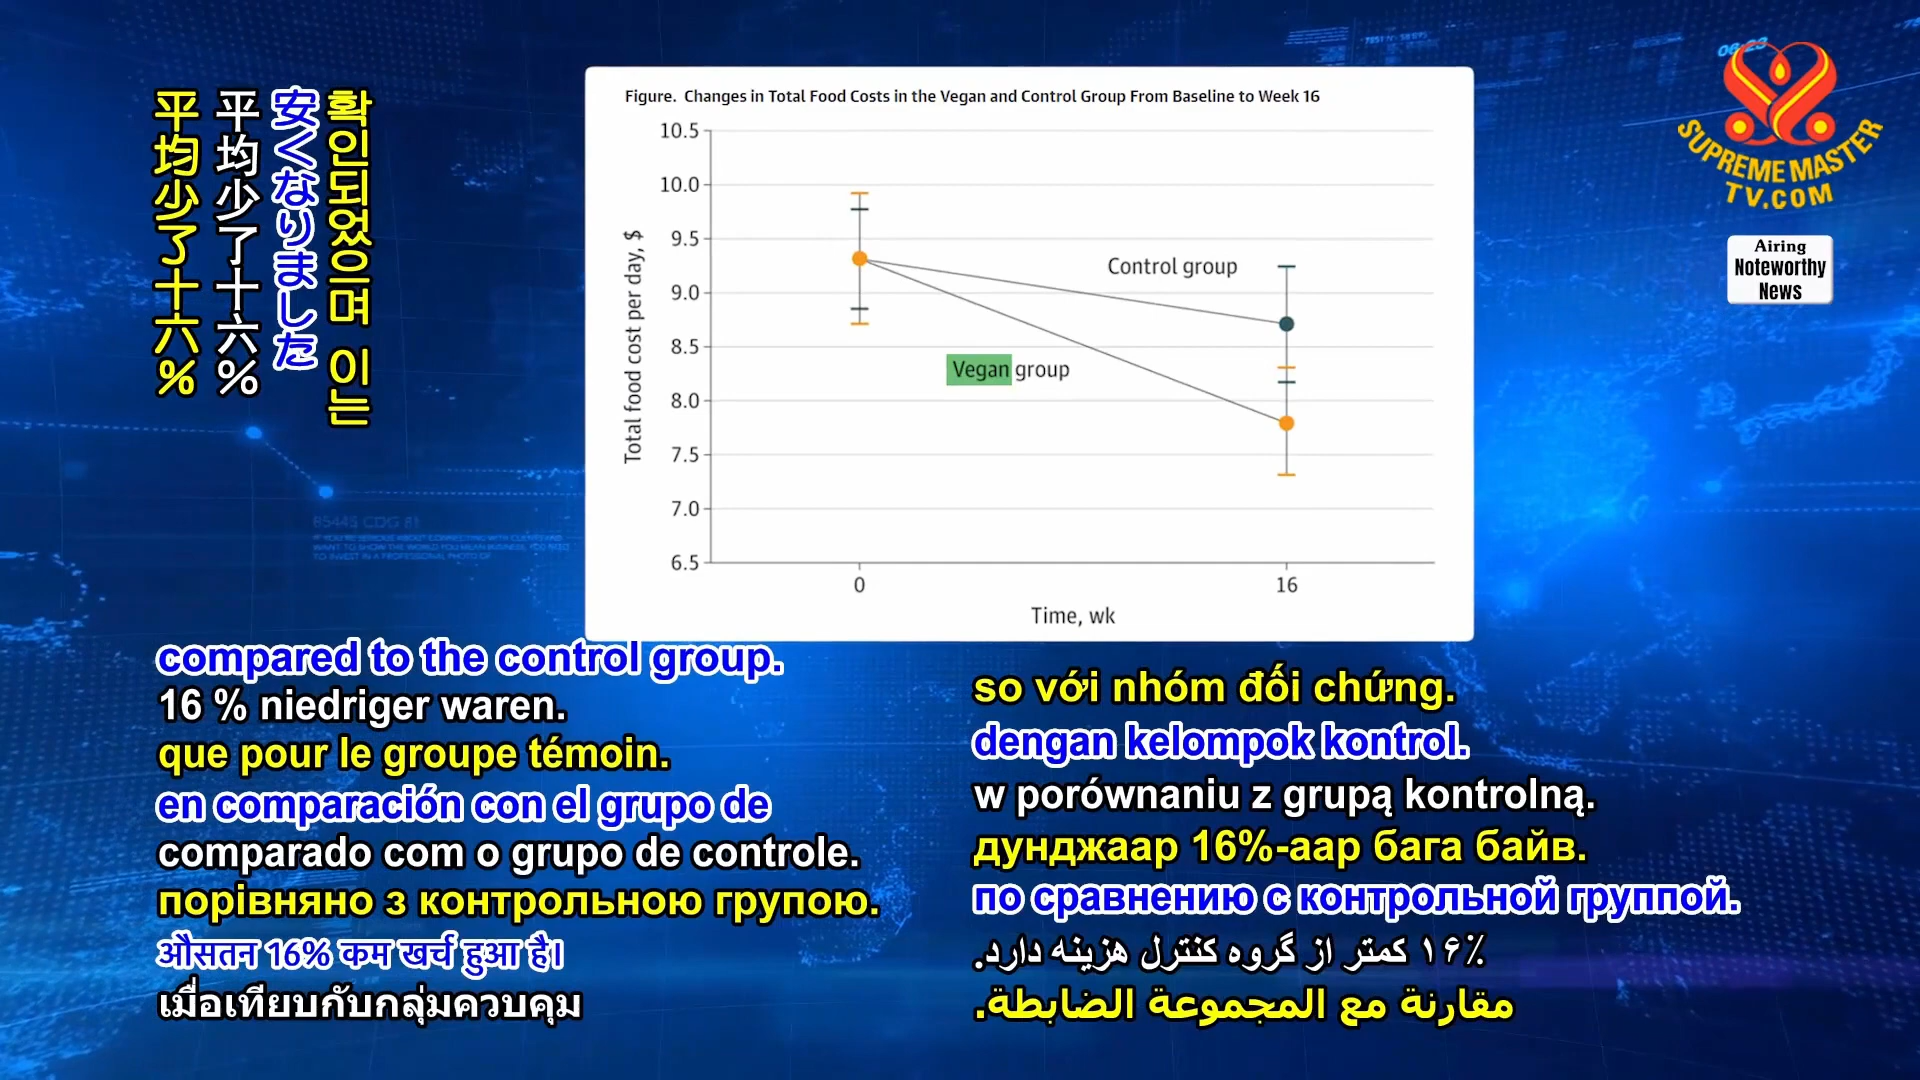 Figure. Changes in Total Food Costs in the Vegan and Control Group From Baseline to Week 16
10.5
10.0
9.5
9.0
8.5
8.0
7.5
7.0
6.5
Total food cost per day, $
Control group
Vegan group
0
16
Time, wk
SUPREME MASTER
TV.COM
Airing
Noteworthy
News
확인되었으며 이는
安くなりました
平均少了十六%
平均少了十六%
compared to the control group.
16 % niedriger waren.
que pour le groupe témoin.
en comparación con el grupo de
comparado com o grupo de controle.
порівняно з контрольною групою.
औसतन 16% कम खर्च हुआ है।
เมื่อเทียบกับกลุ่มควบคุม
so với nhóm đối chứng.
dengan kelompok kontrol.
w porównaniu z grupą kontrolną.
дунджаар 16%-аар бага байв.
по сравнению с контрольной группой.
۱۶٪ کمتر از گروه کنترل هزینه دارد.
مقارنة مع المجموعة الضابطة.